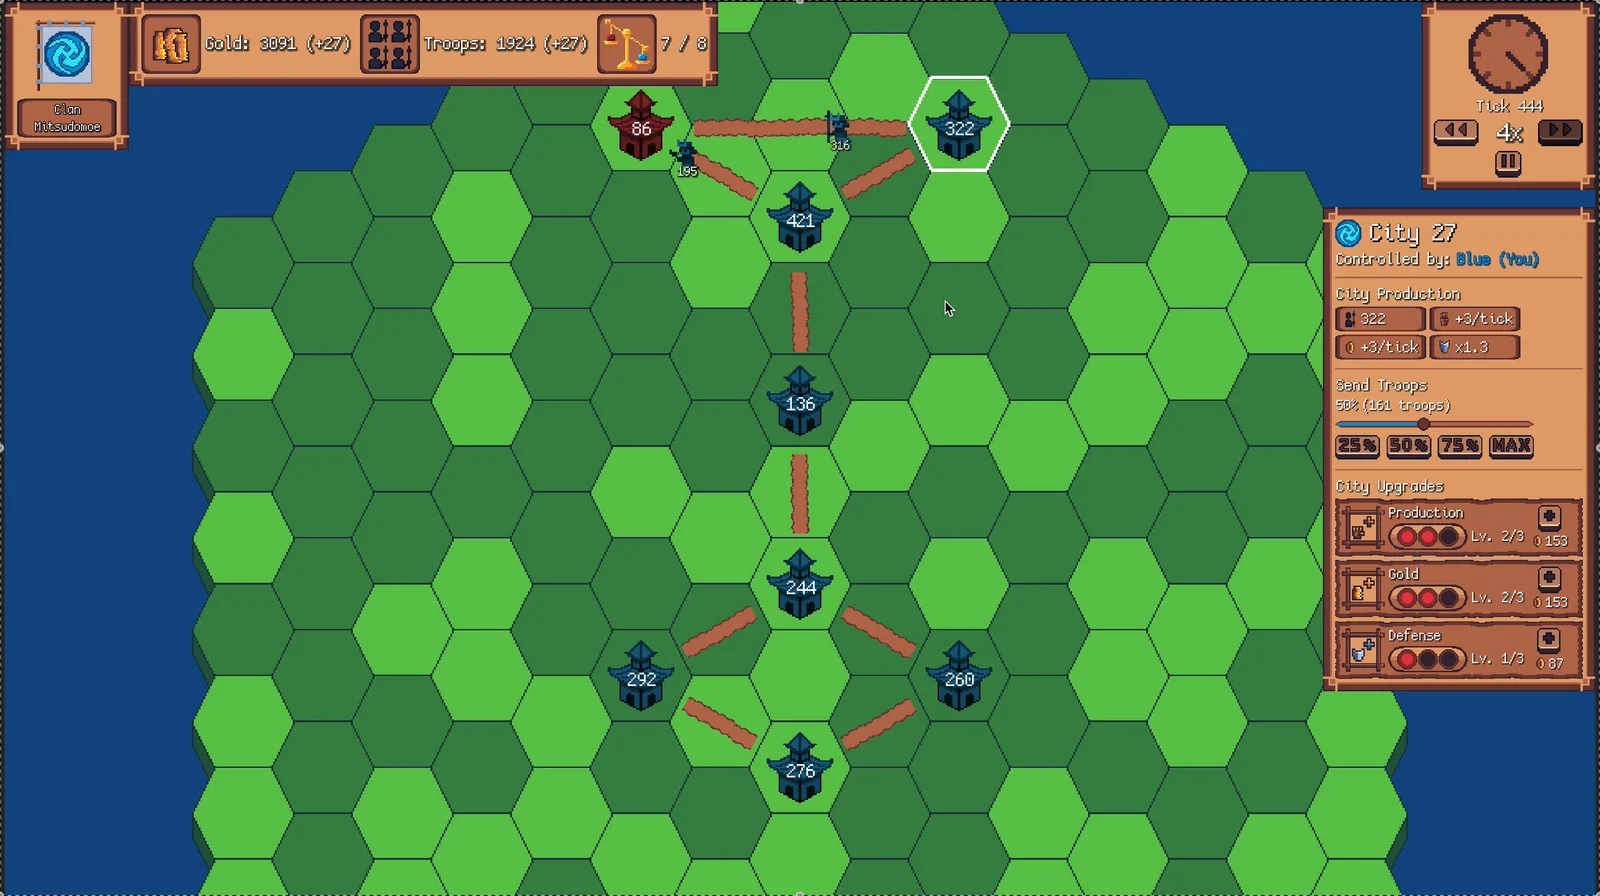 Clan
Mitsudomoe
Gold: 3091 (+27)
Troops: 1924 (+27)
7 / 8
Tick 444
4x
86
316
322
195
421
136
244
292
260
276
City 27
Controlled by: Blue (You)
City Production
322
+3/tick
+3/tick
x1.3
Send Troops
50% (161 troops)
25% 50% 75% MAX
City Upgrades
Production
Lv. 2/3
153
Gold
Lv. 2/3
153
Defense
Lv. 1/3
87